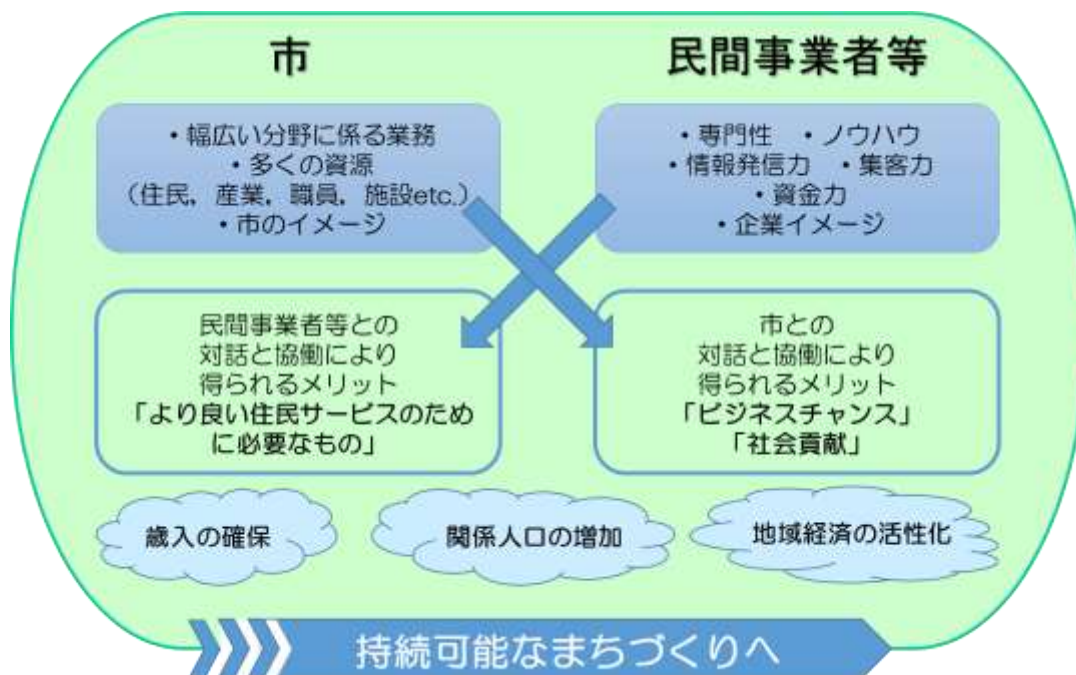 市
民間事業者等
・幅広い分野に係る業務
・多くの資源
（住民，産業，職員，施設etc.）
・市のイメージ
・専門性　・ノウハウ
・情報発信力　・集客力
・資金力
・企業イメージ
民間事業者等との
対話と協働により
得られるメリット
「より良い住民サービスのため
に必要なもの」
市との
対話と協働により
得られるメリット
「ビジネスチャンス」
「社会貢献」
歳入の確保
関係人口の増加
地域経済の活性化
持続可能なまちづくりへ